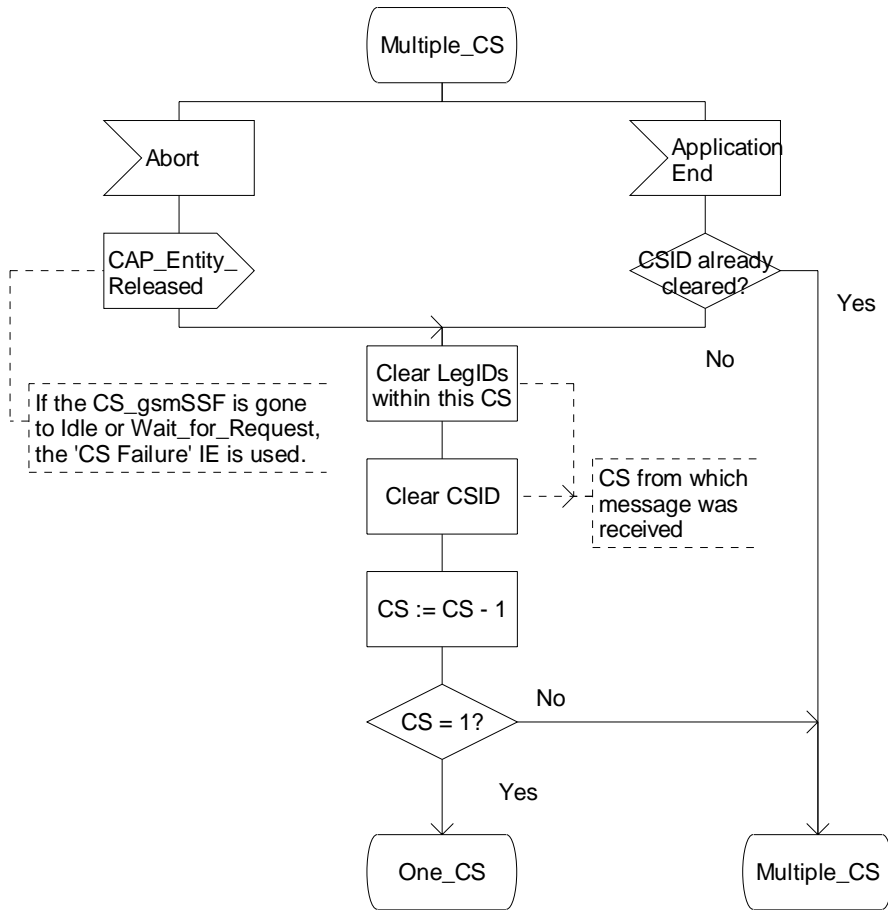 Multiple_CS
Abort
Application
End
CAP_Entity_
Released
CSID already
cleared?
Yes
No
Clear LegIDs
within this CS
If the CS_gsmSSF is gone
to Idle or Wait_for_Request,
the 'CS Failure' IE is used.
Clear CSID
CS from which
message was
received
CS := CS - 1
CS = 1?
No
Yes
One_CS
Multiple_CS